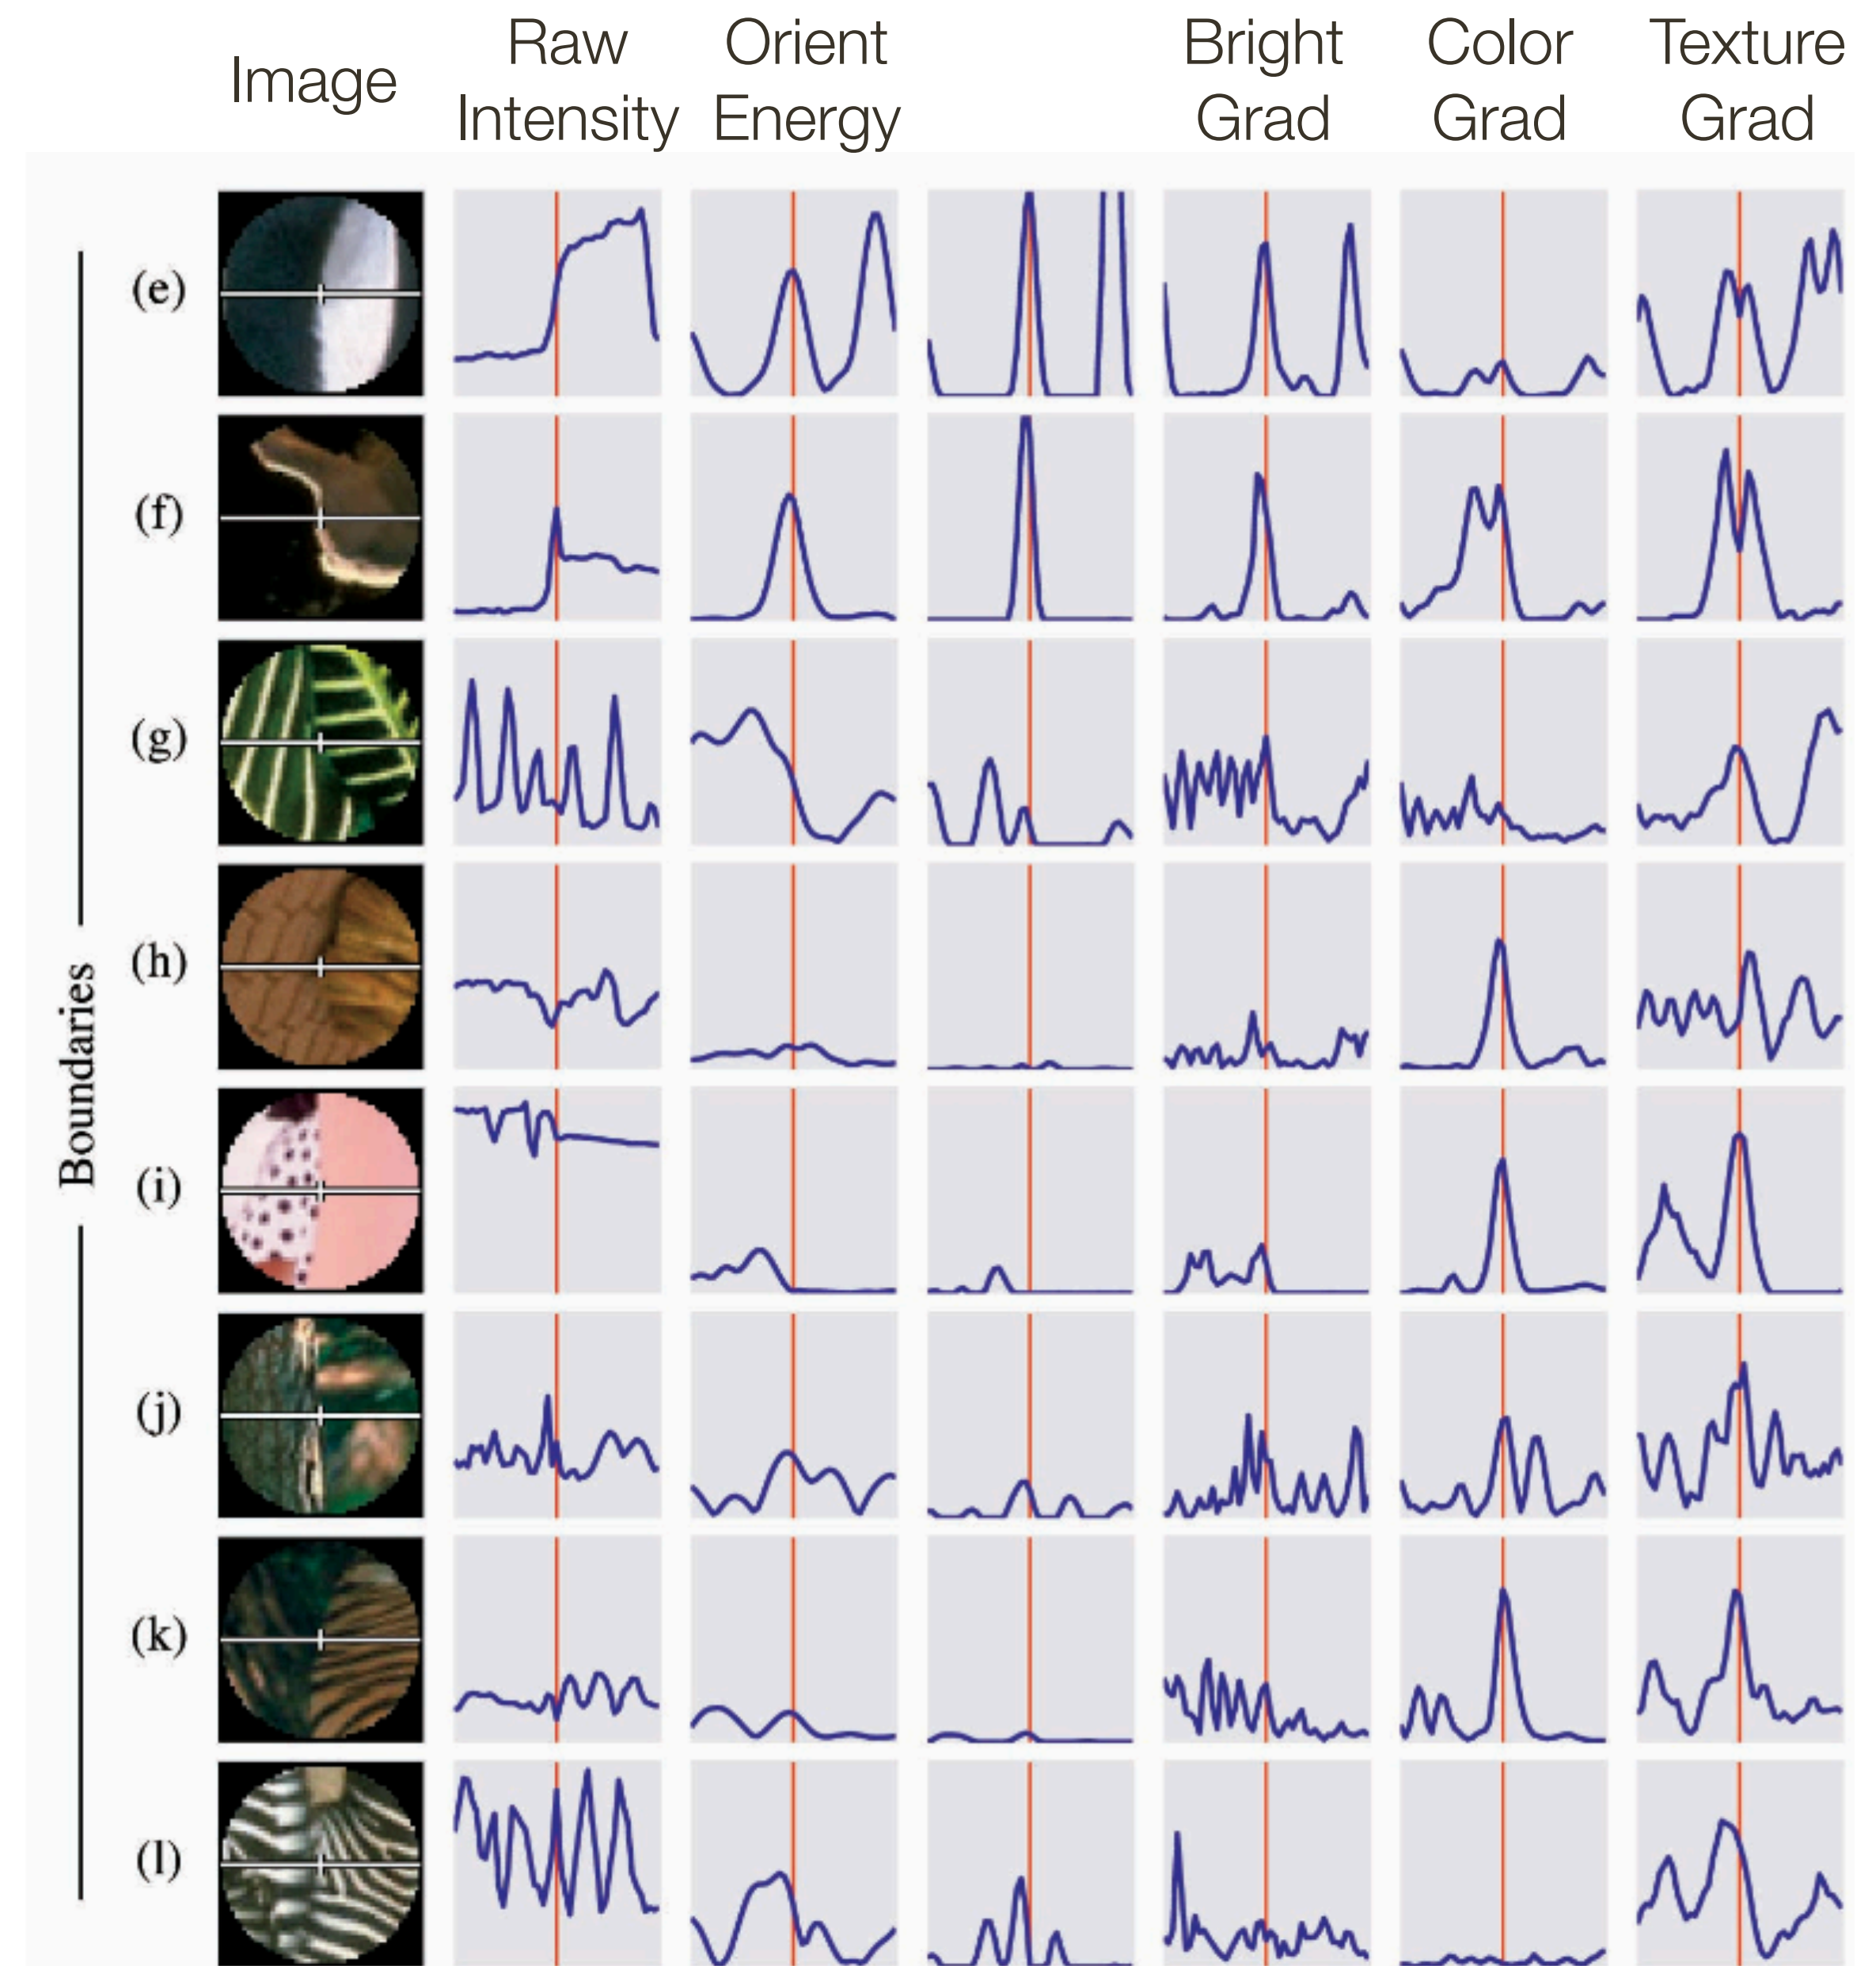 Image
Raw
Intensity
Orient
Energy
Bright
Grad
Color
Grad
Texture
Grad
Boundaries
(e)
(f)
(g)
(h)
(i)
(j)
(k)
(l)